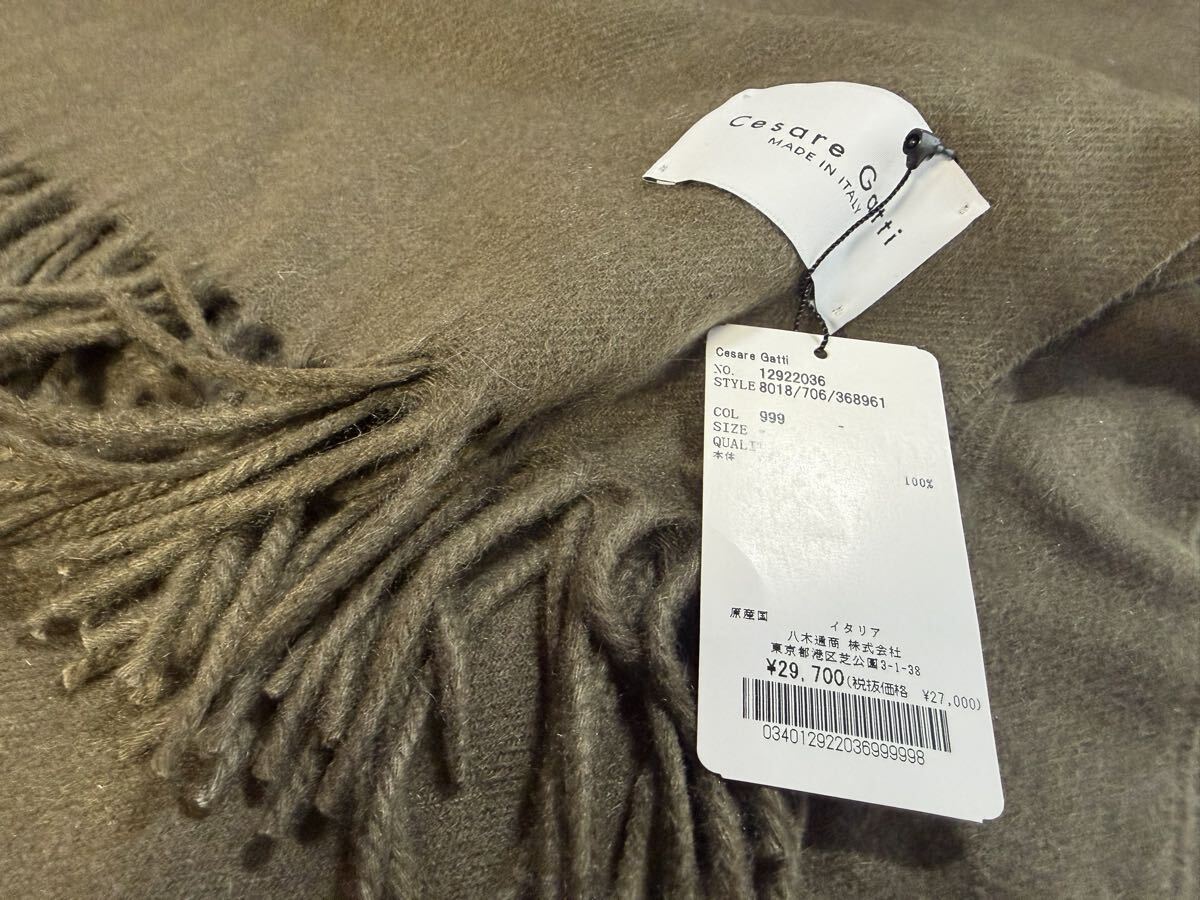 Cesare Gatti
MADE IN ITALY
Cesare Gatti
NO. 12922036
STYLE 8018/706/368961
COL 999 -
SIZE -
QUALIT
本体
100%
原産国
イタリア
八木通商 株式会社
東京都港区芝公園3-1-38
¥29,700(税抜価格 ¥27,000)
034012922036999998